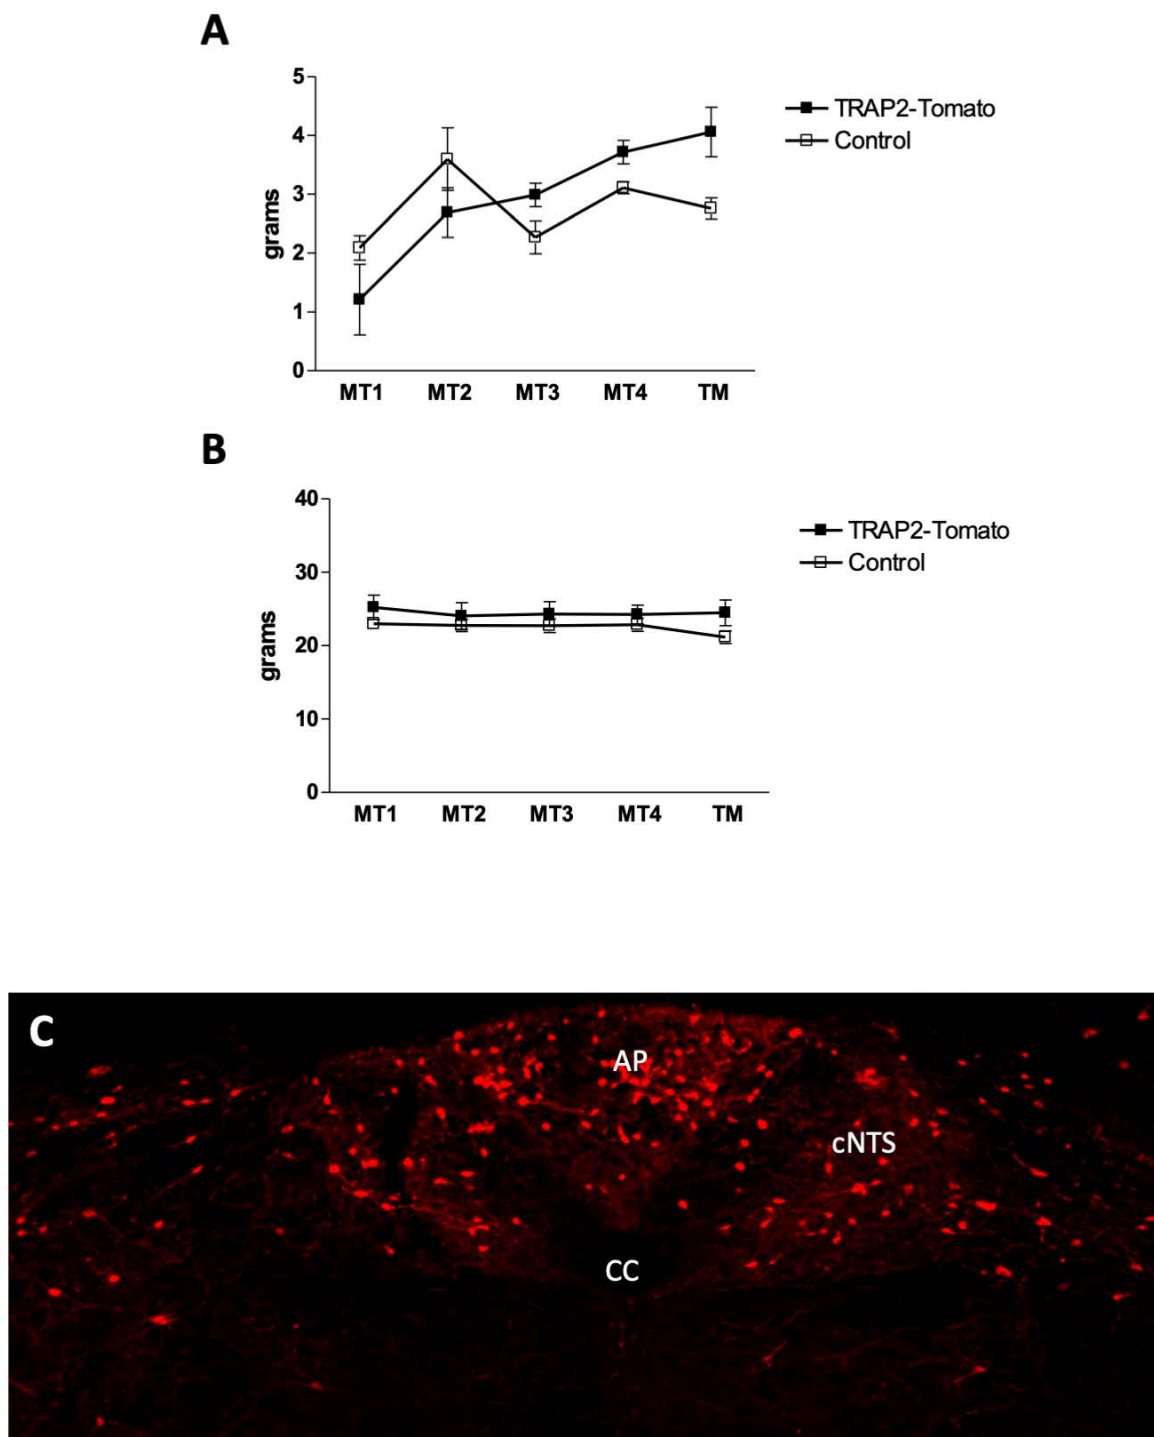 A
5
4
3
2
1
0
grams
MT1 MT2 MT3 MT4 TM
TRAP2-Tomato
Control
B
40
30
20
10
0
grams
MT1 MT2 MT3 MT4 TM
TRAP2-Tomato
Control
C
AP
cNTS
CC